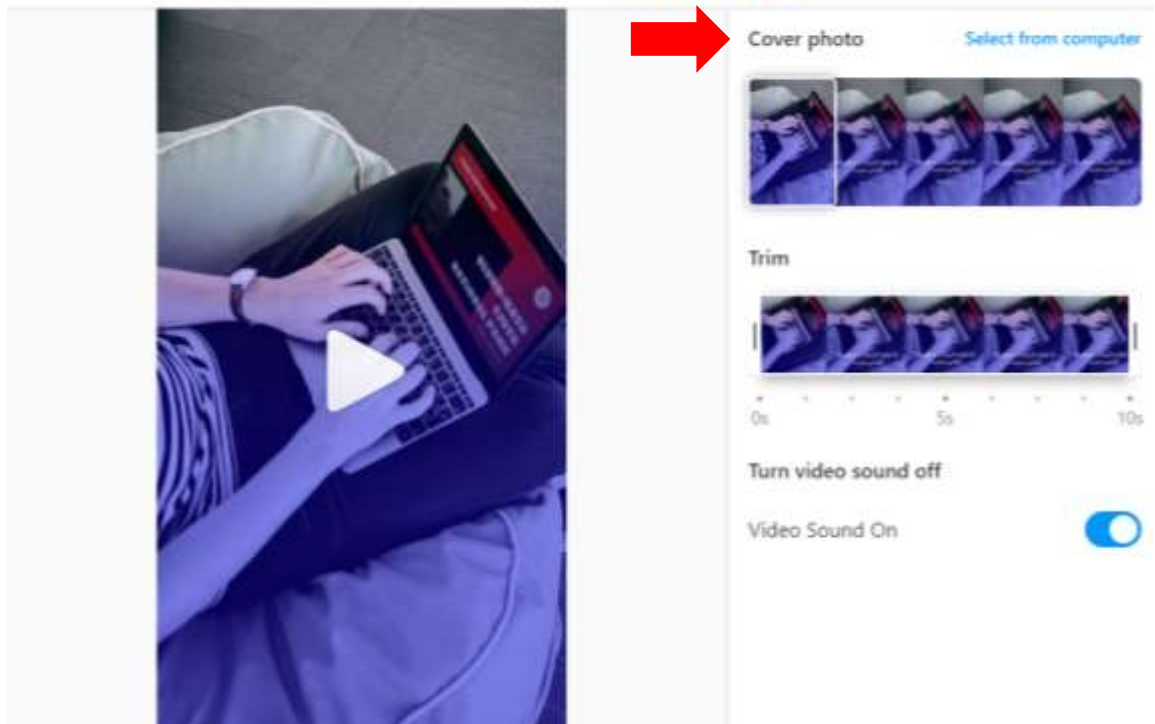 Cover photo
Select from computer
Trim
0s
5s
10s
Turn video sound off
Video Sound On